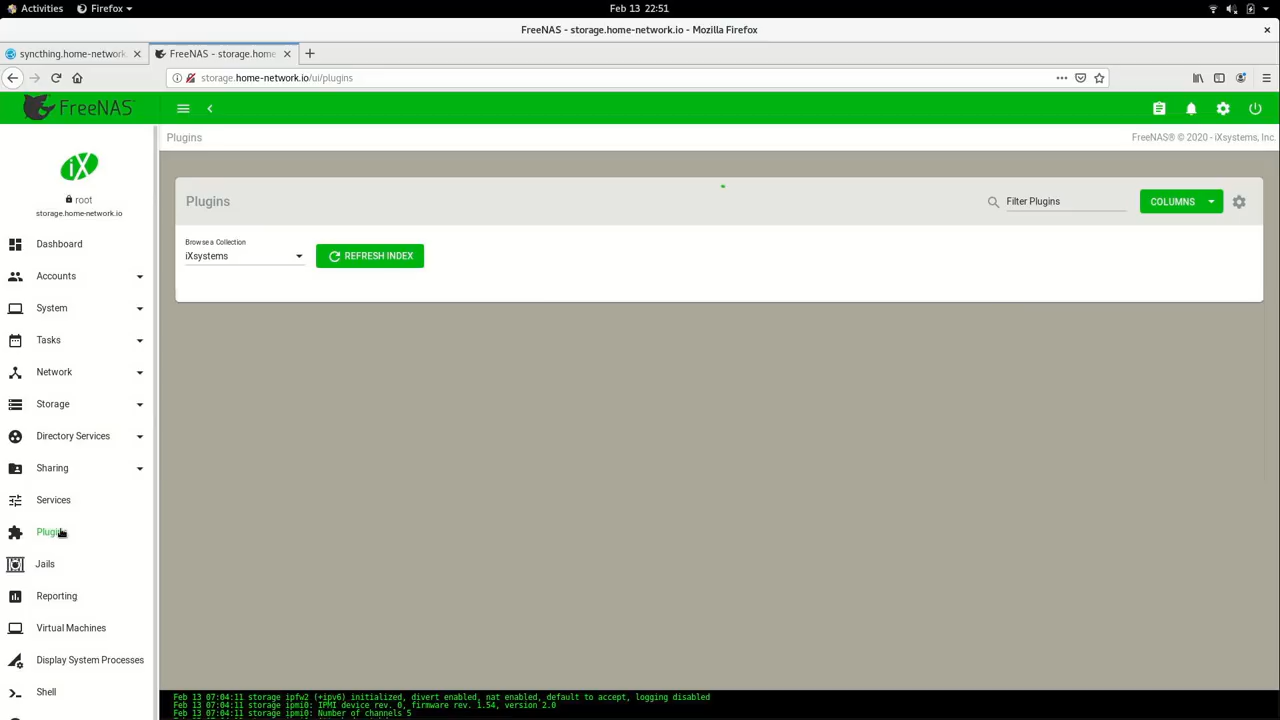 Activities
Firefox
Feb 13 22:51
FreeNAS - storage.home-network.io - Mozilla Firefox
syncthing.home-network.
FreeNAS - storage.home
storage.home-network.io/ui/plugins
FreeNAS®
Plugins
FreeNAS® © 2020 - iXsystems, Inc.
iX
root
storage.home-network.io
Plugins
Filter Plugins
COLUMNS
Browse a Collection
iXsystems
REFRESH INDEX
Dashboard
Accounts
System
Tasks
Network
Storage
Directory Services
Sharing
Services
Jails
Reporting
Virtual Machines
Display System Processes
Shell
Feb 13 07:04:11 storage ipfw2 (+ipv6) initialized, divert enabled, nat enabled, default to accept, logging disabled
Feb 13 07:04:11 storage ipmi0: IPMI device rev. 0, firmware rev. 1.54, version 2.0
Feb 13 07:04:11 storage ipmi0: Number of channels 5